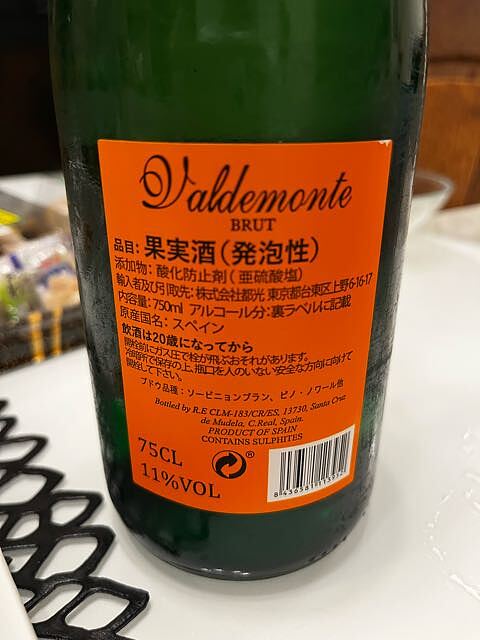 Valdemonte
BRUT
品目:果実酒(発泡性)
添加物:酸化防止剤(亜硫酸塩)
輸入者及び引取先:株式会社都光 東京都台東区上野6-16-17
内容量:750ml アルコール分:裏ラベルに記載
原産国名:スペイン
飲酒は20歳になってから
開栓前にガス圧で栓が飛ぶおそれがあります。
冷暗所で保存の上、瓶口を人のいない安全な方向に向けて
開栓して下さい。
ブドウ品種:ソービニョンブラン、ピノ・ノワール他
Bottled by R.E CLM-183/CR/ES, 13730, Santa Cruz
de Mudela, C.Real, Spain.
PRODUCT OF SPAIN
CONTAINS SULPHITES
75CL
11%VOL
®